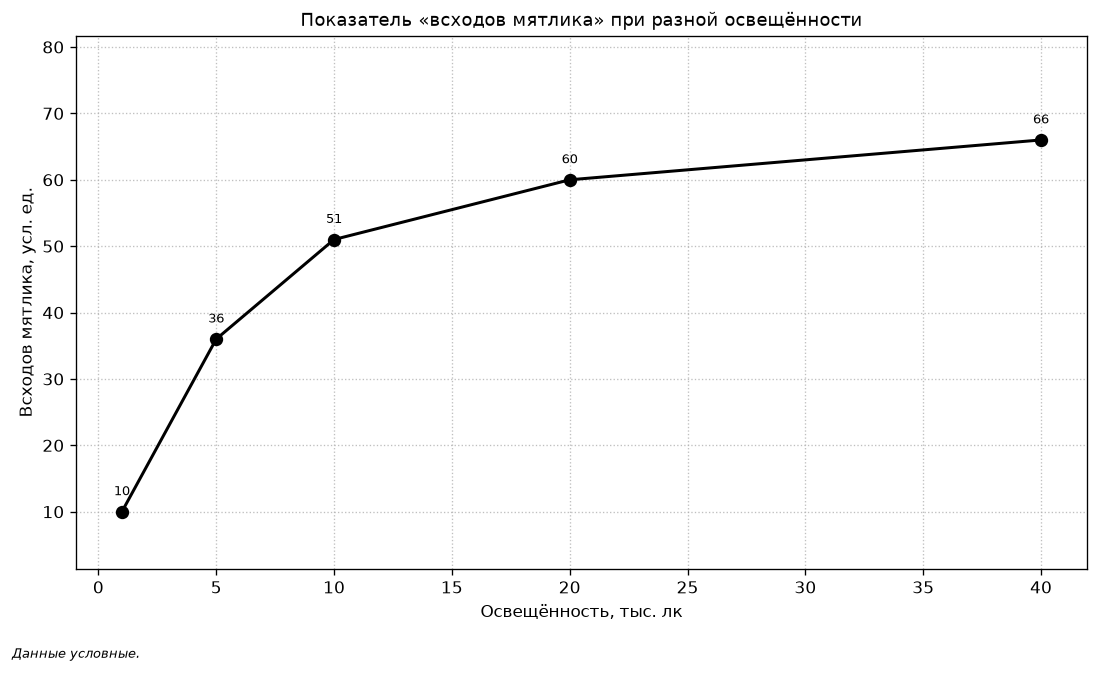 Показатель «всходов мятлика» при разной освещённости
Всходов мятлика, усл. ед.
80
70
60
50
40
30
20
10
10
36
51
60
66
0 5 10 15 20 25 30 35 40
Освещённость, тыс. лк
Данные условные.